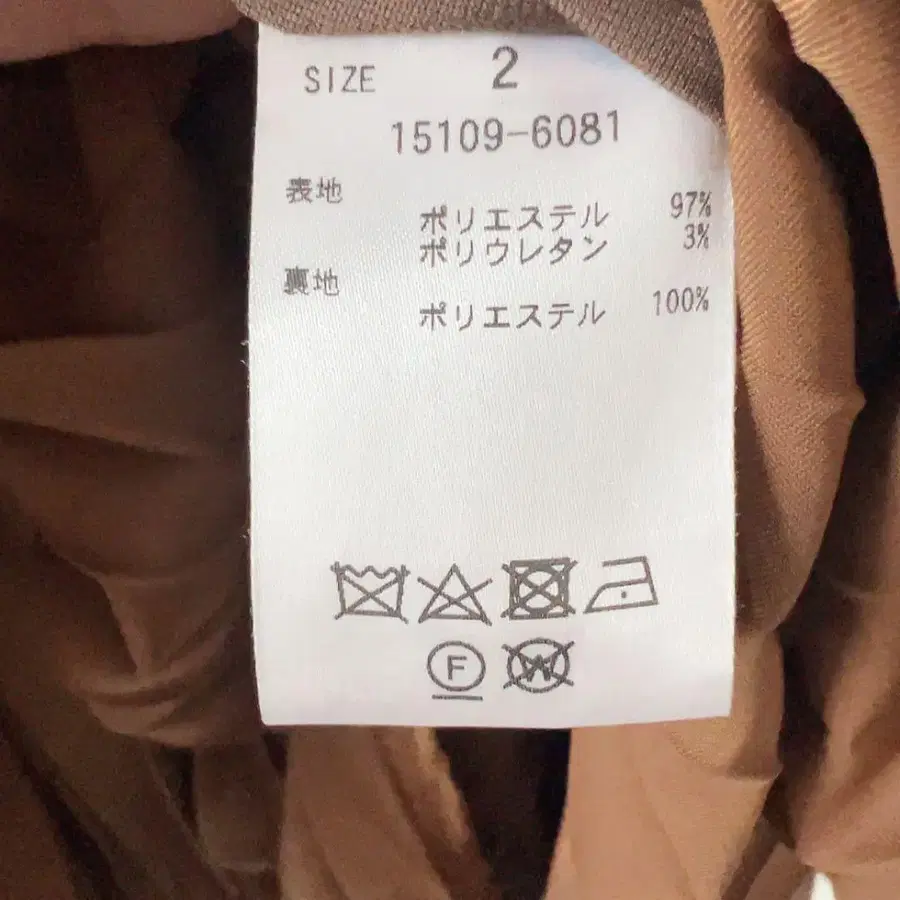 SIZE 2
15109-6081
表地
ポリエステル 97%
ポリウレタン 3%
裏地
ポリエステル 100%
F W